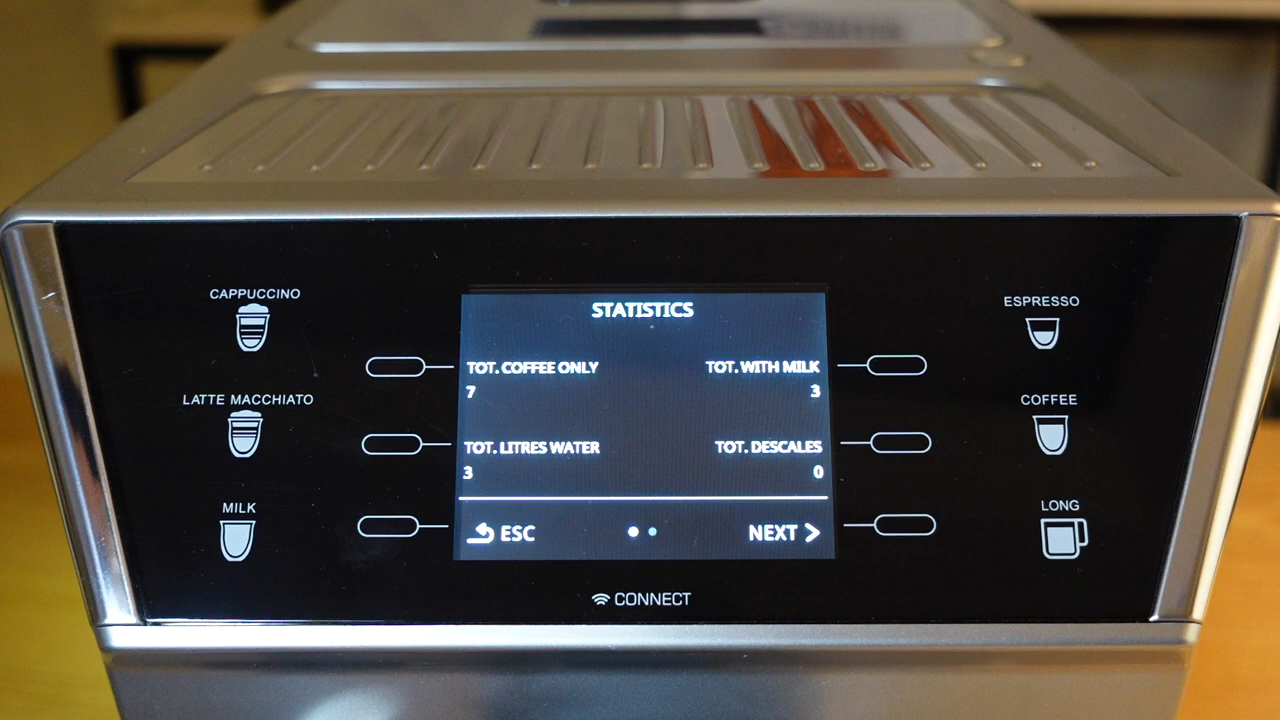 CAPPUCCINO
LATTE MACCHIATO
MILK
STATISTICS
TOT. COFFEE ONLY
7
TOT. WITH MILK
3
TOT. LITRES WATER
3
TOT. DESCALES
0
ESC
NEXT
CONNECT
ESPRESSO
COFFEE
LONG